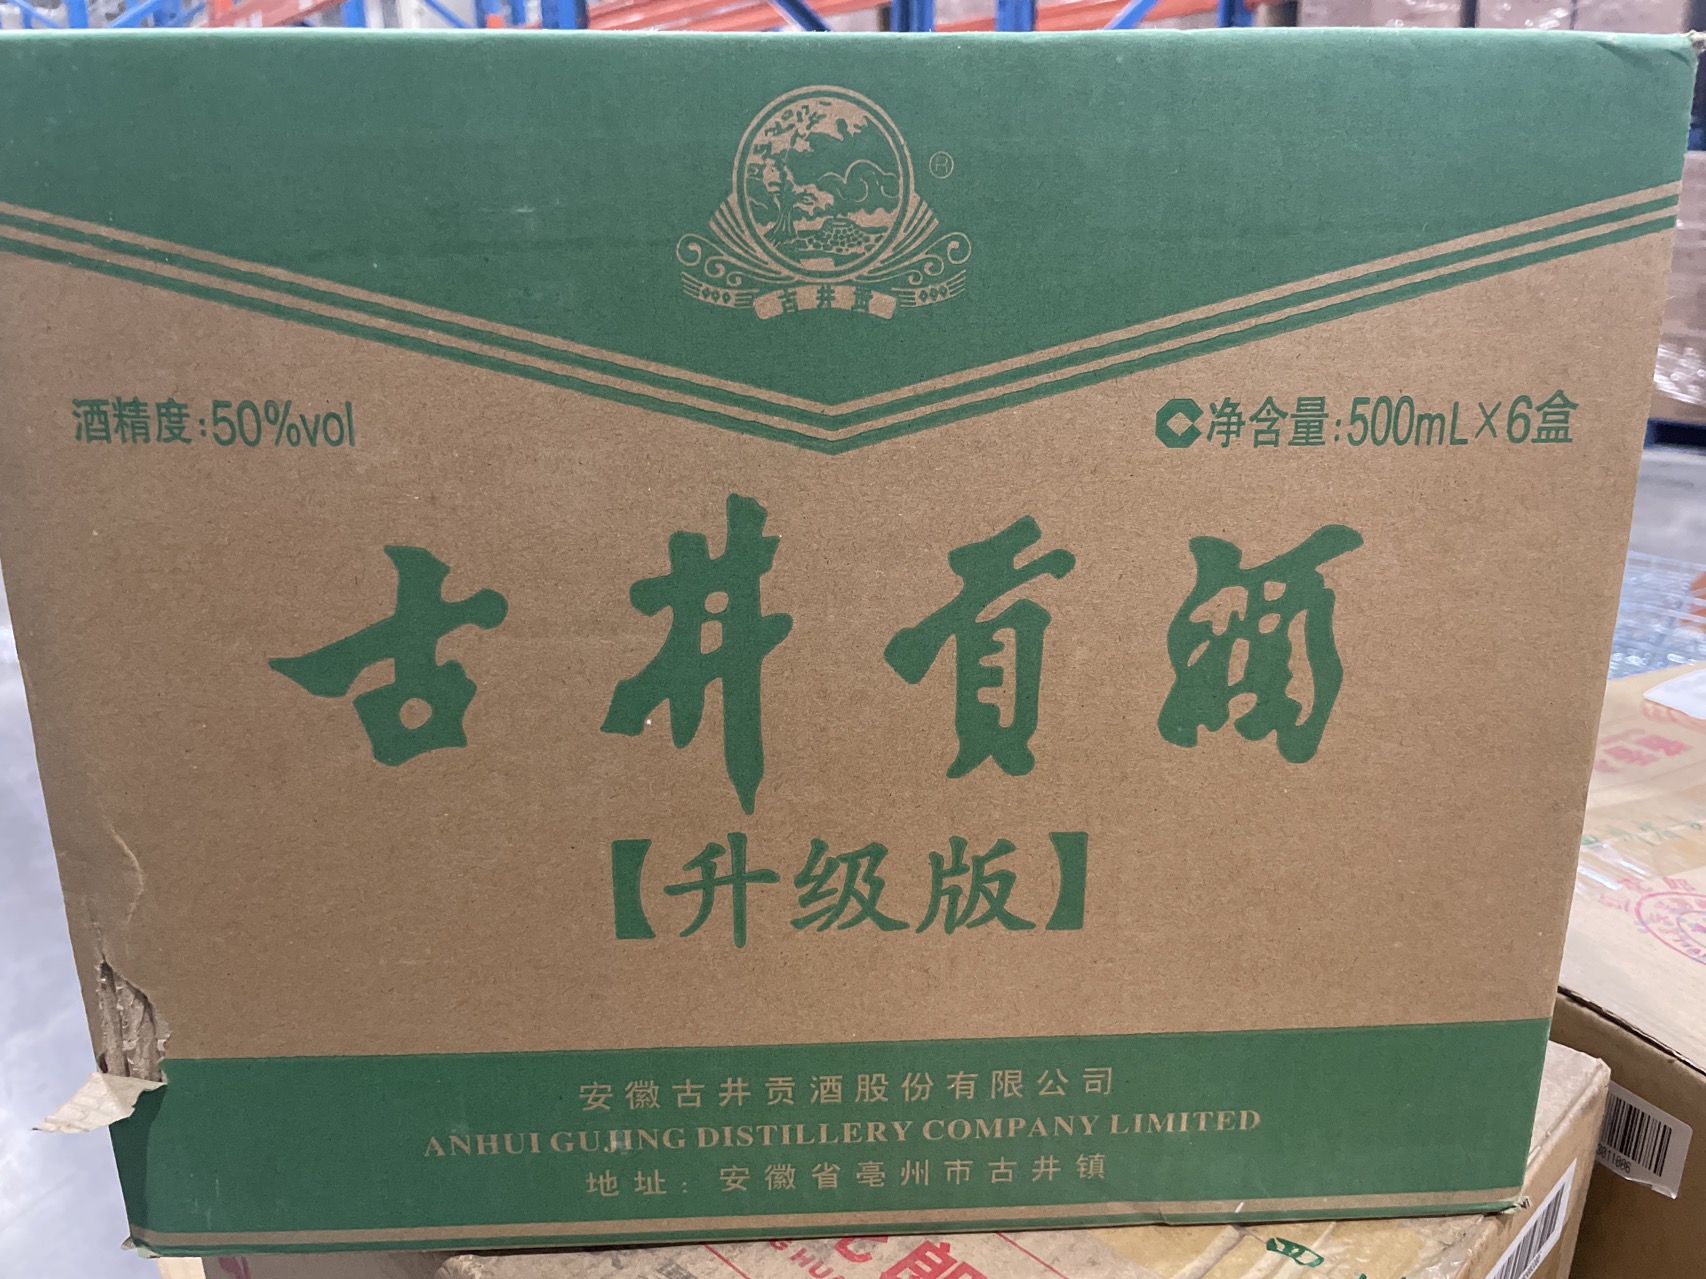 ®
古井贡
酒精度:50%vol
净含量:500mL×6盒
古井贡酒
【升级版】
安徽古井贡酒股份有限公司
ANHUI GUJING DISTILLERY COMPANY LIMITED
地址:安徽省亳州市古井镇
郎